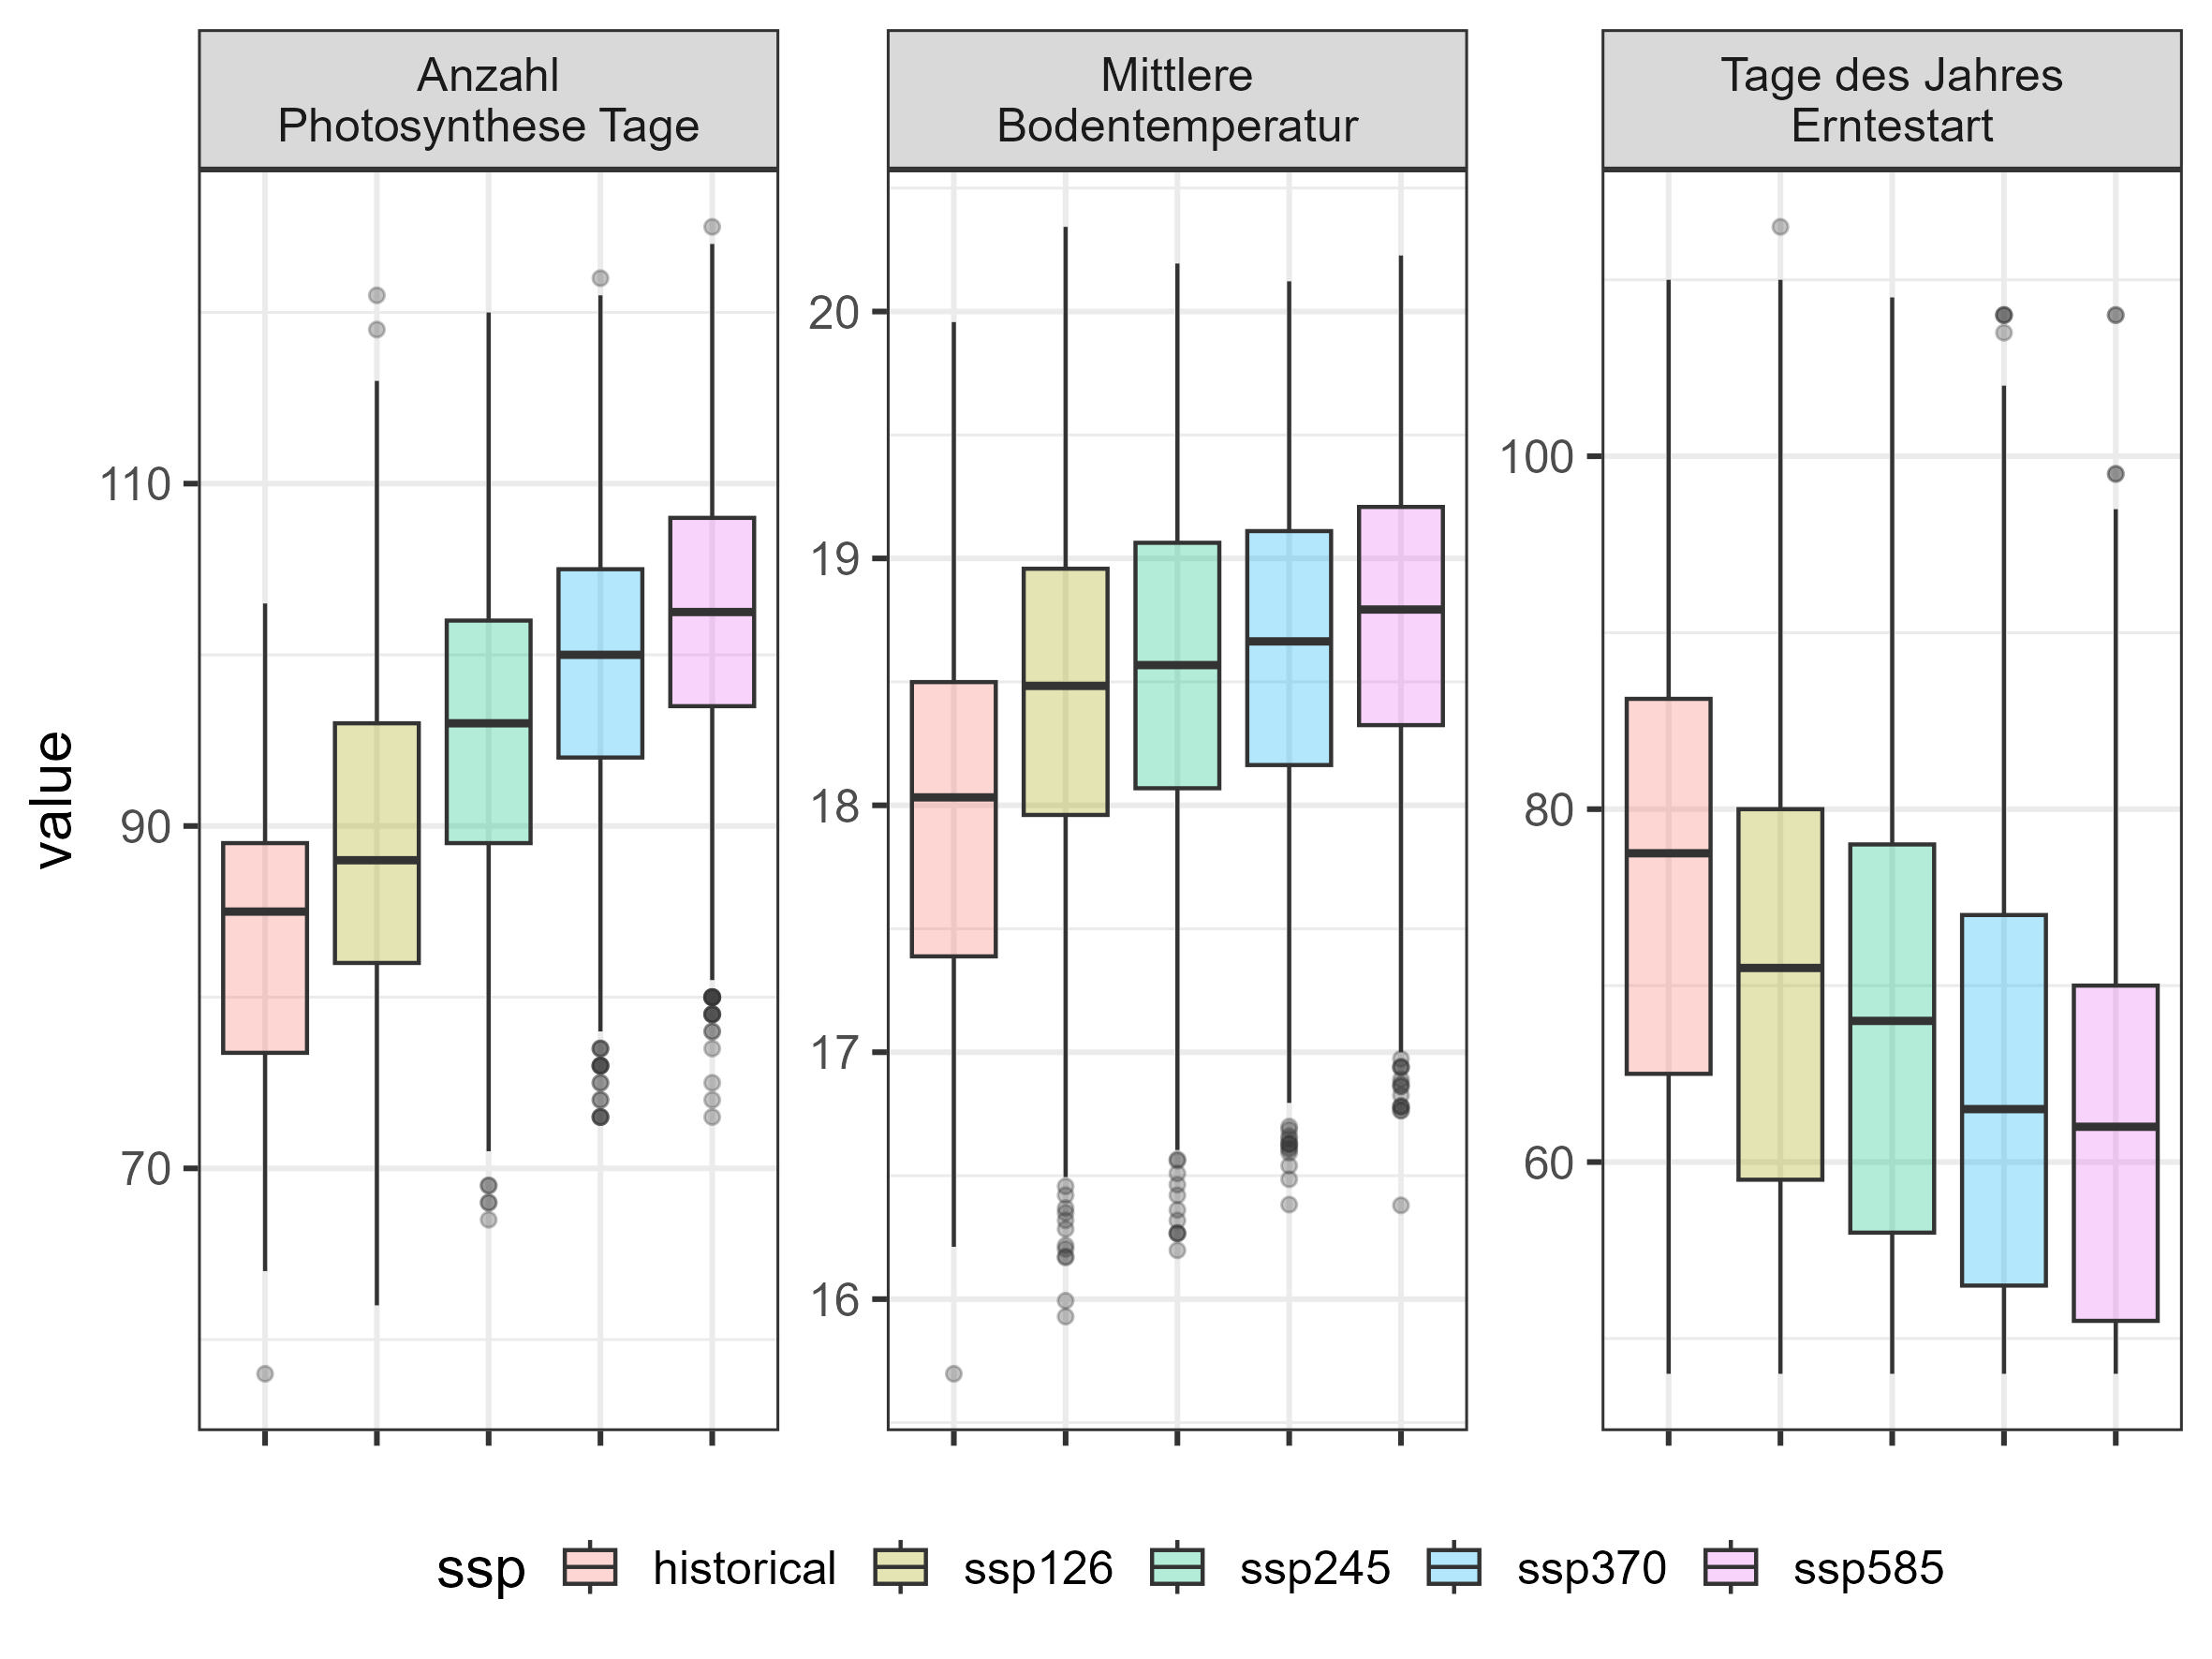 Anzahl
Photosynthese Tage
Mittlere
Bodentemperatur
Tage des Jahres
Erntestart
value
110
90
70
20
19
18
17
16
100
80
60
ssp historical ssp126 ssp245 ssp370 ssp585